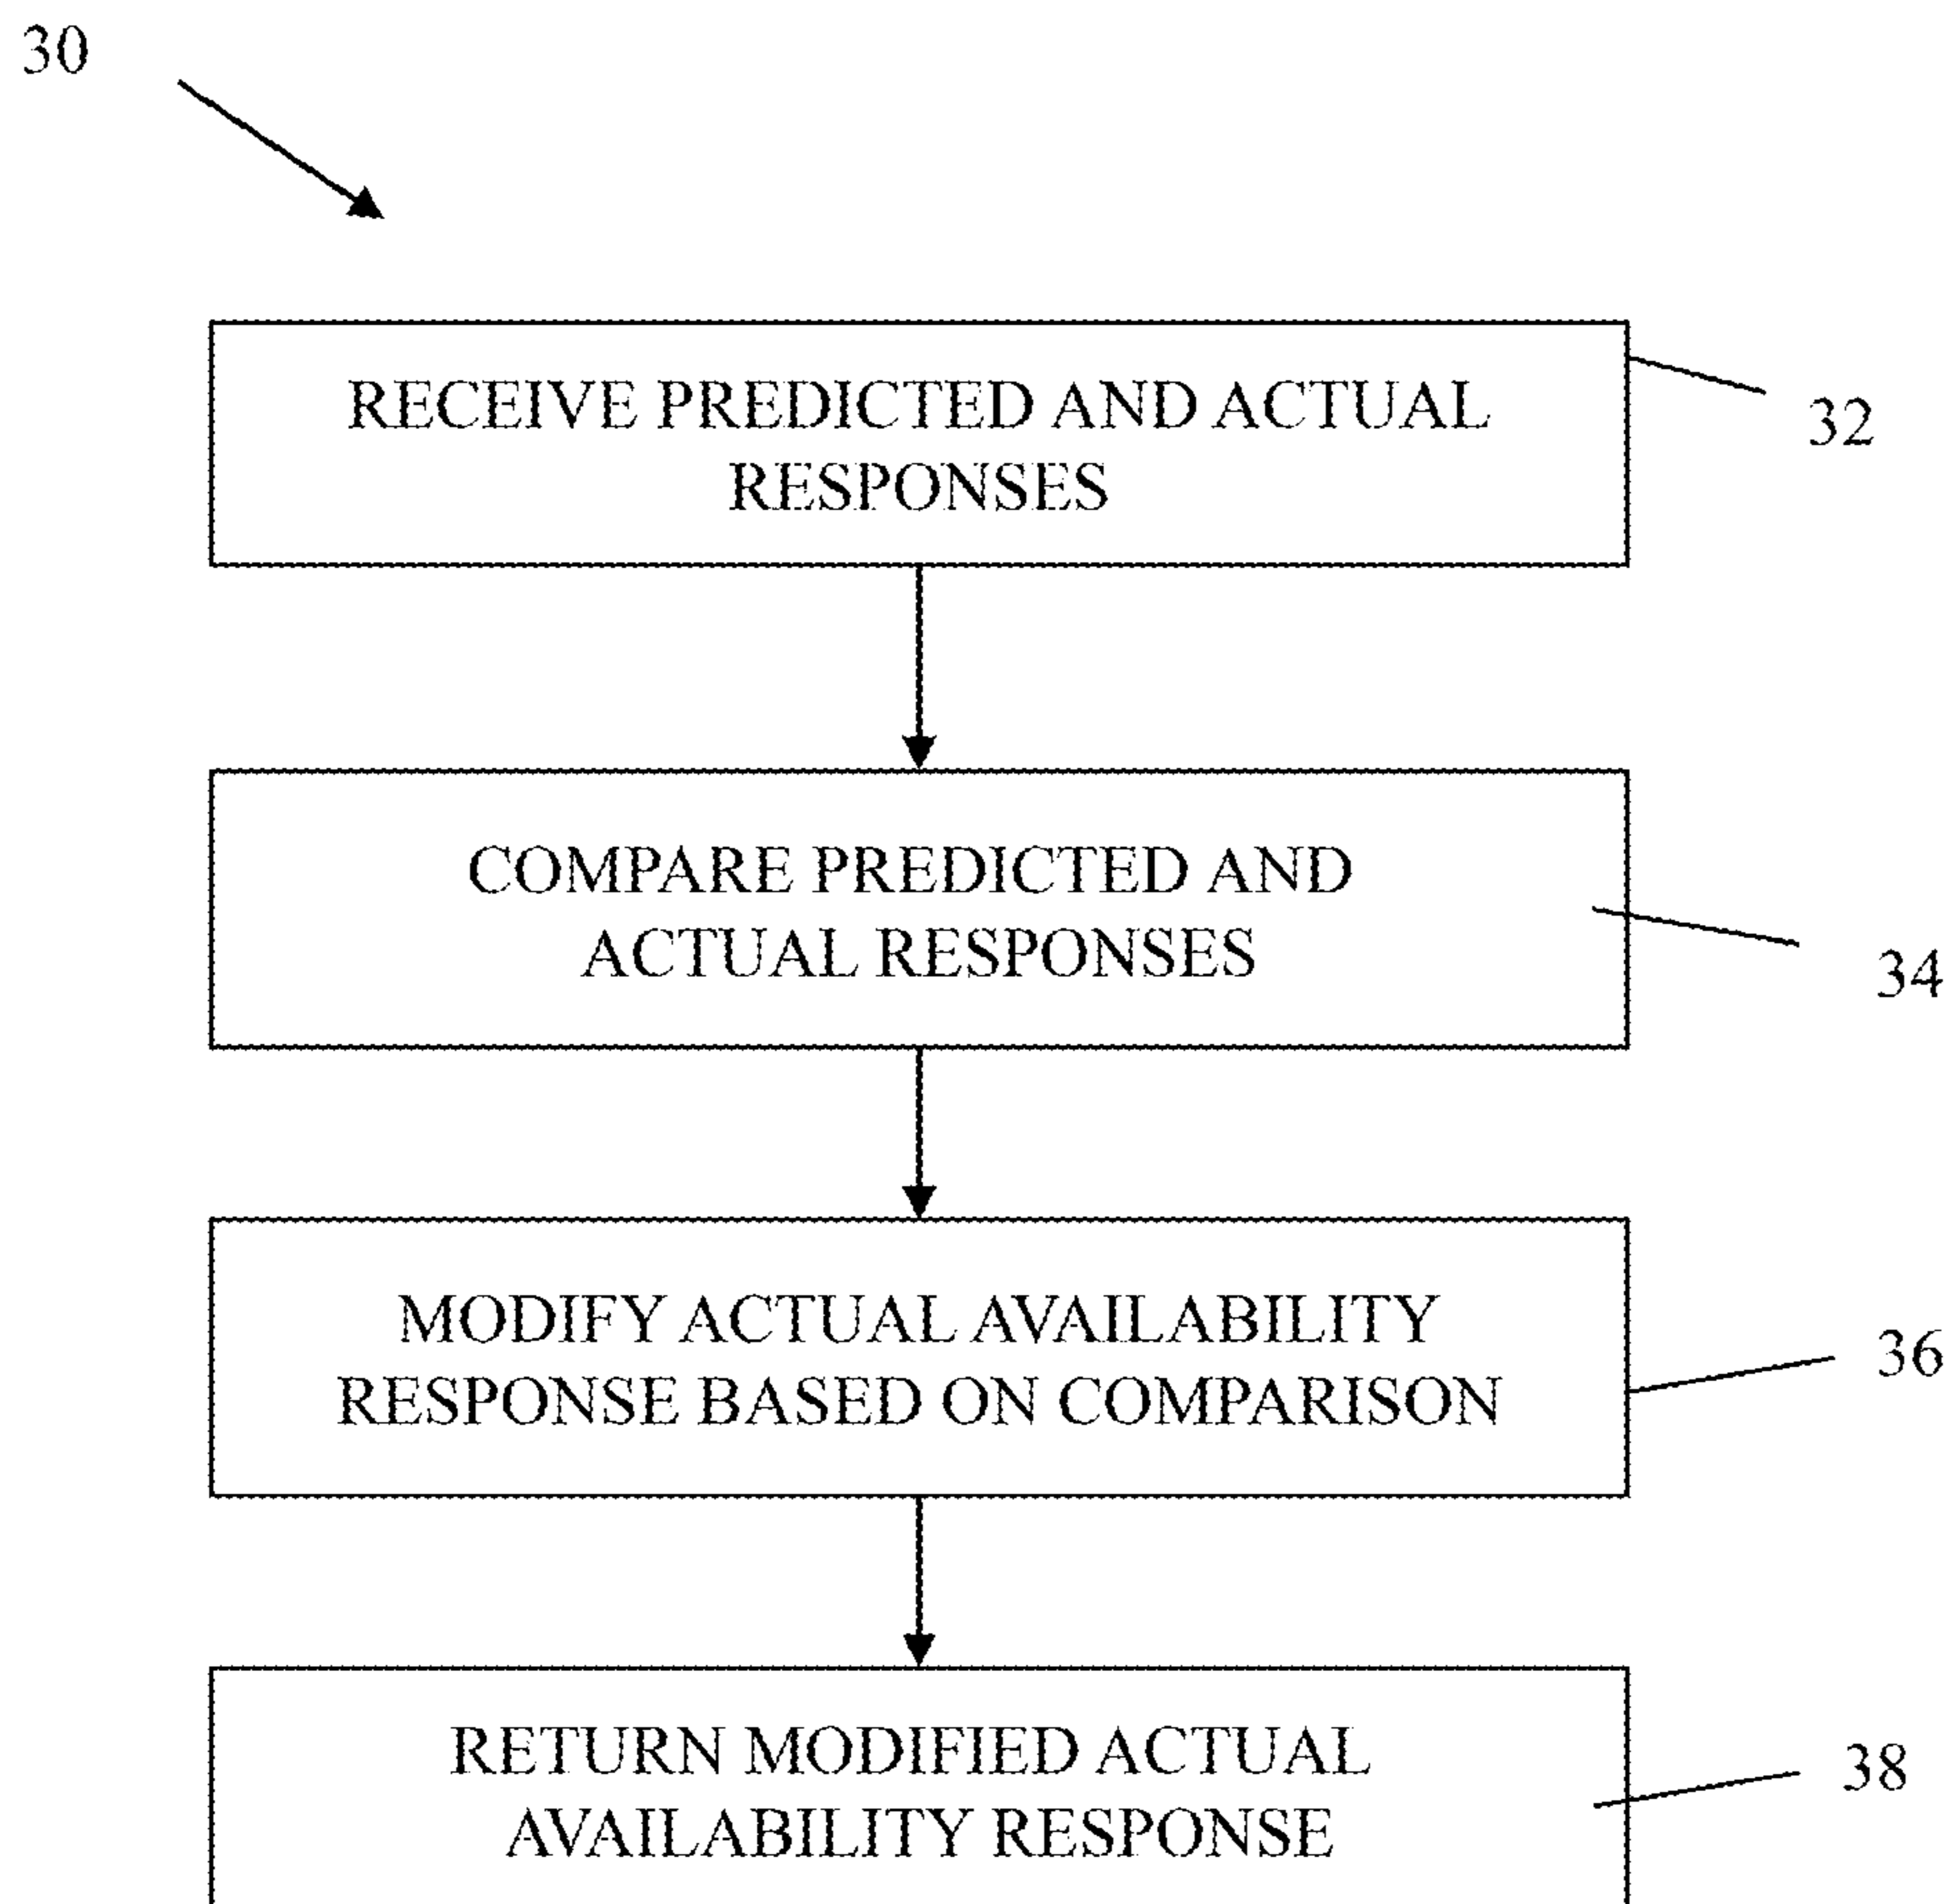 30
RECEIVE PREDICTED AND ACTUAL
RESPONSES
32
COMPARE PREDICTED AND
ACTUAL RESPONSES
34
MODIFY ACTUAL AVAILABILITY
RESPONSE BASED ON COMPARISON
36
RETURN MODIFIED ACTUAL
AVAILABILITY RESPONSE
38